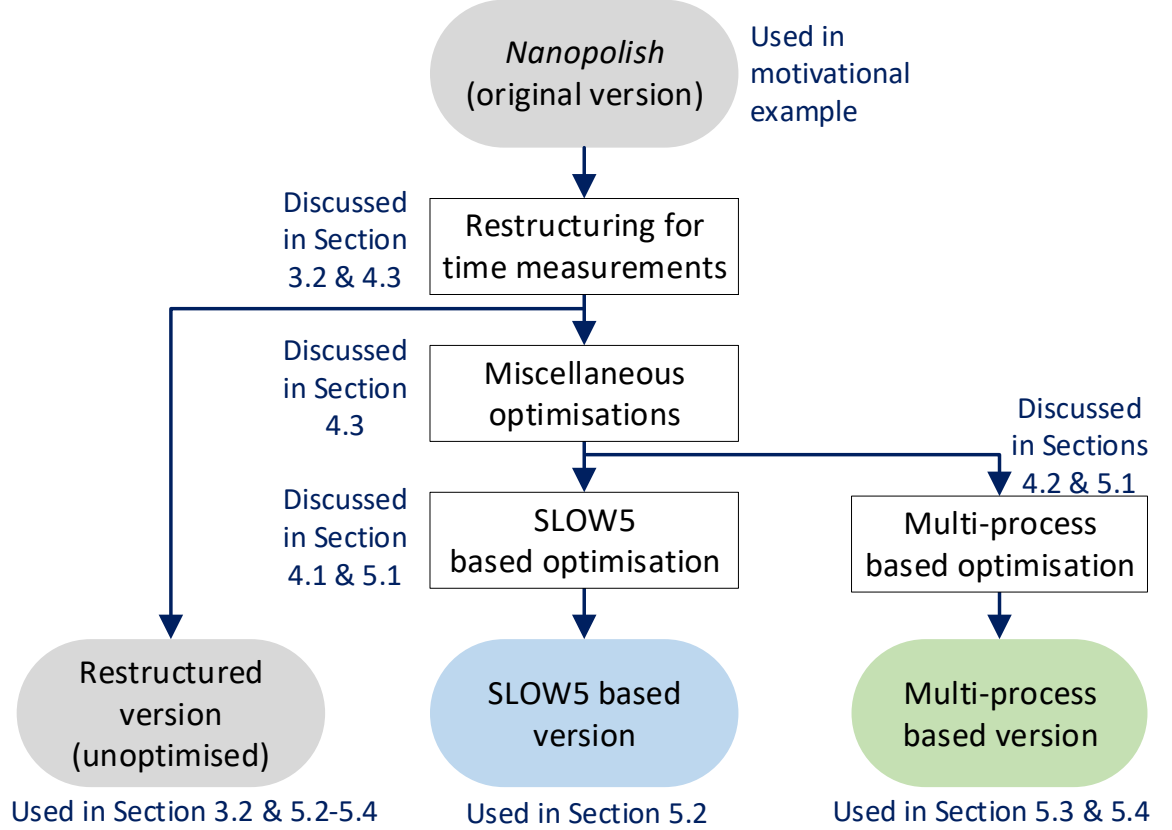 Nanopolish
(original version)
Used in
motivational
example
Discussed
in Section
3.2 & 4.3
Restructuring for
time measurements
Discussed
in Section
4.3
Miscellaneous
optimisations
Discussed
in Sections
4.2 & 5.1
Discussed
in Section
4.1 & 5.1
SLOW5
based optimisation
Multi-process
based optimisation
Restructured
version
(unoptimised)
SLOW5 based
version
Multi-process
based version
Used in Section 3.2 & 5.2-5.4
Used in Section 5.2
Used in Section 5.3 & 5.4